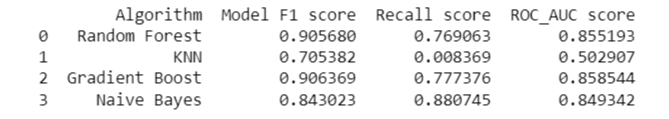 Algorithm Model F1 score Recall score ROC_AUC score
0 Random Forest 0.905680 0.769063 0.855193
1 KNN 0.705382 0.008369 0.502907
2 Gradient Boost 0.906369 0.777376 0.858544
3 Naive Bayes 0.843023 0.880745 0.849342